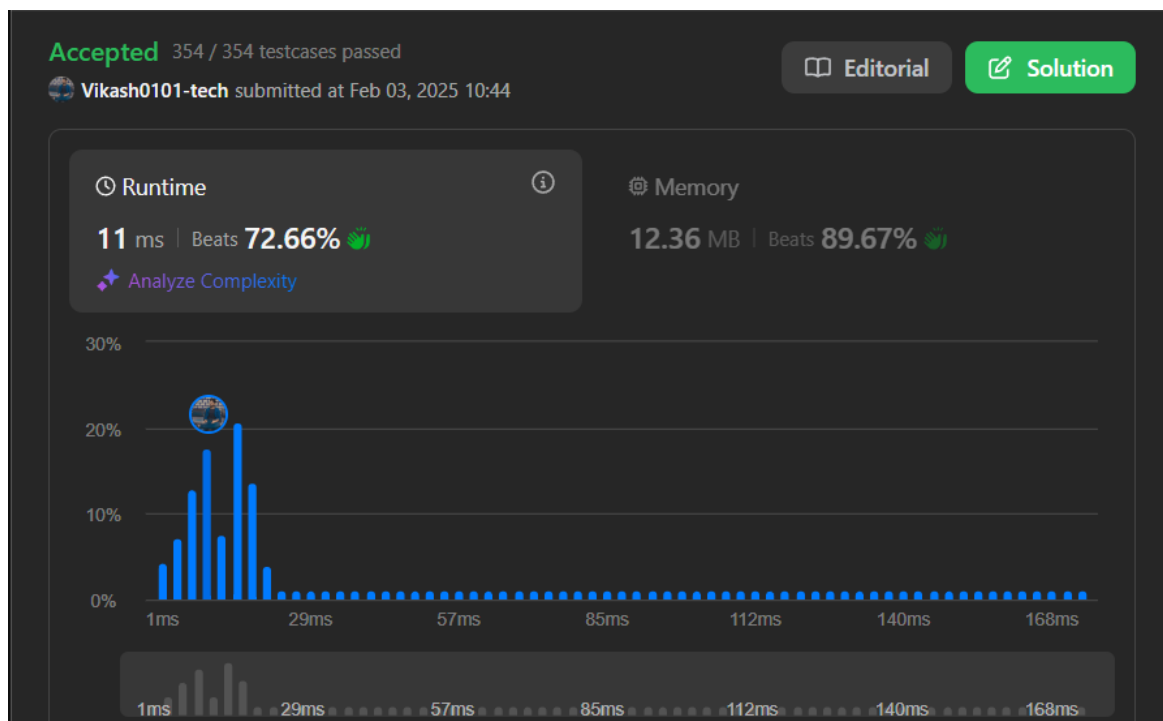 Accepted 354 / 354 testcases passed
Editorial
Solution
Vikash0101-tech submitted at Feb 03, 2025 10:44
Runtime
11 ms | Beats 72.66%
Analyze Complexity
Memory
12.36 MB | Beats 89.67%
30%
20%
10%
0%
1ms 29ms 57ms 85ms 112ms 140ms 168ms
1ms 29ms 57ms 85ms 112ms 140ms 168ms